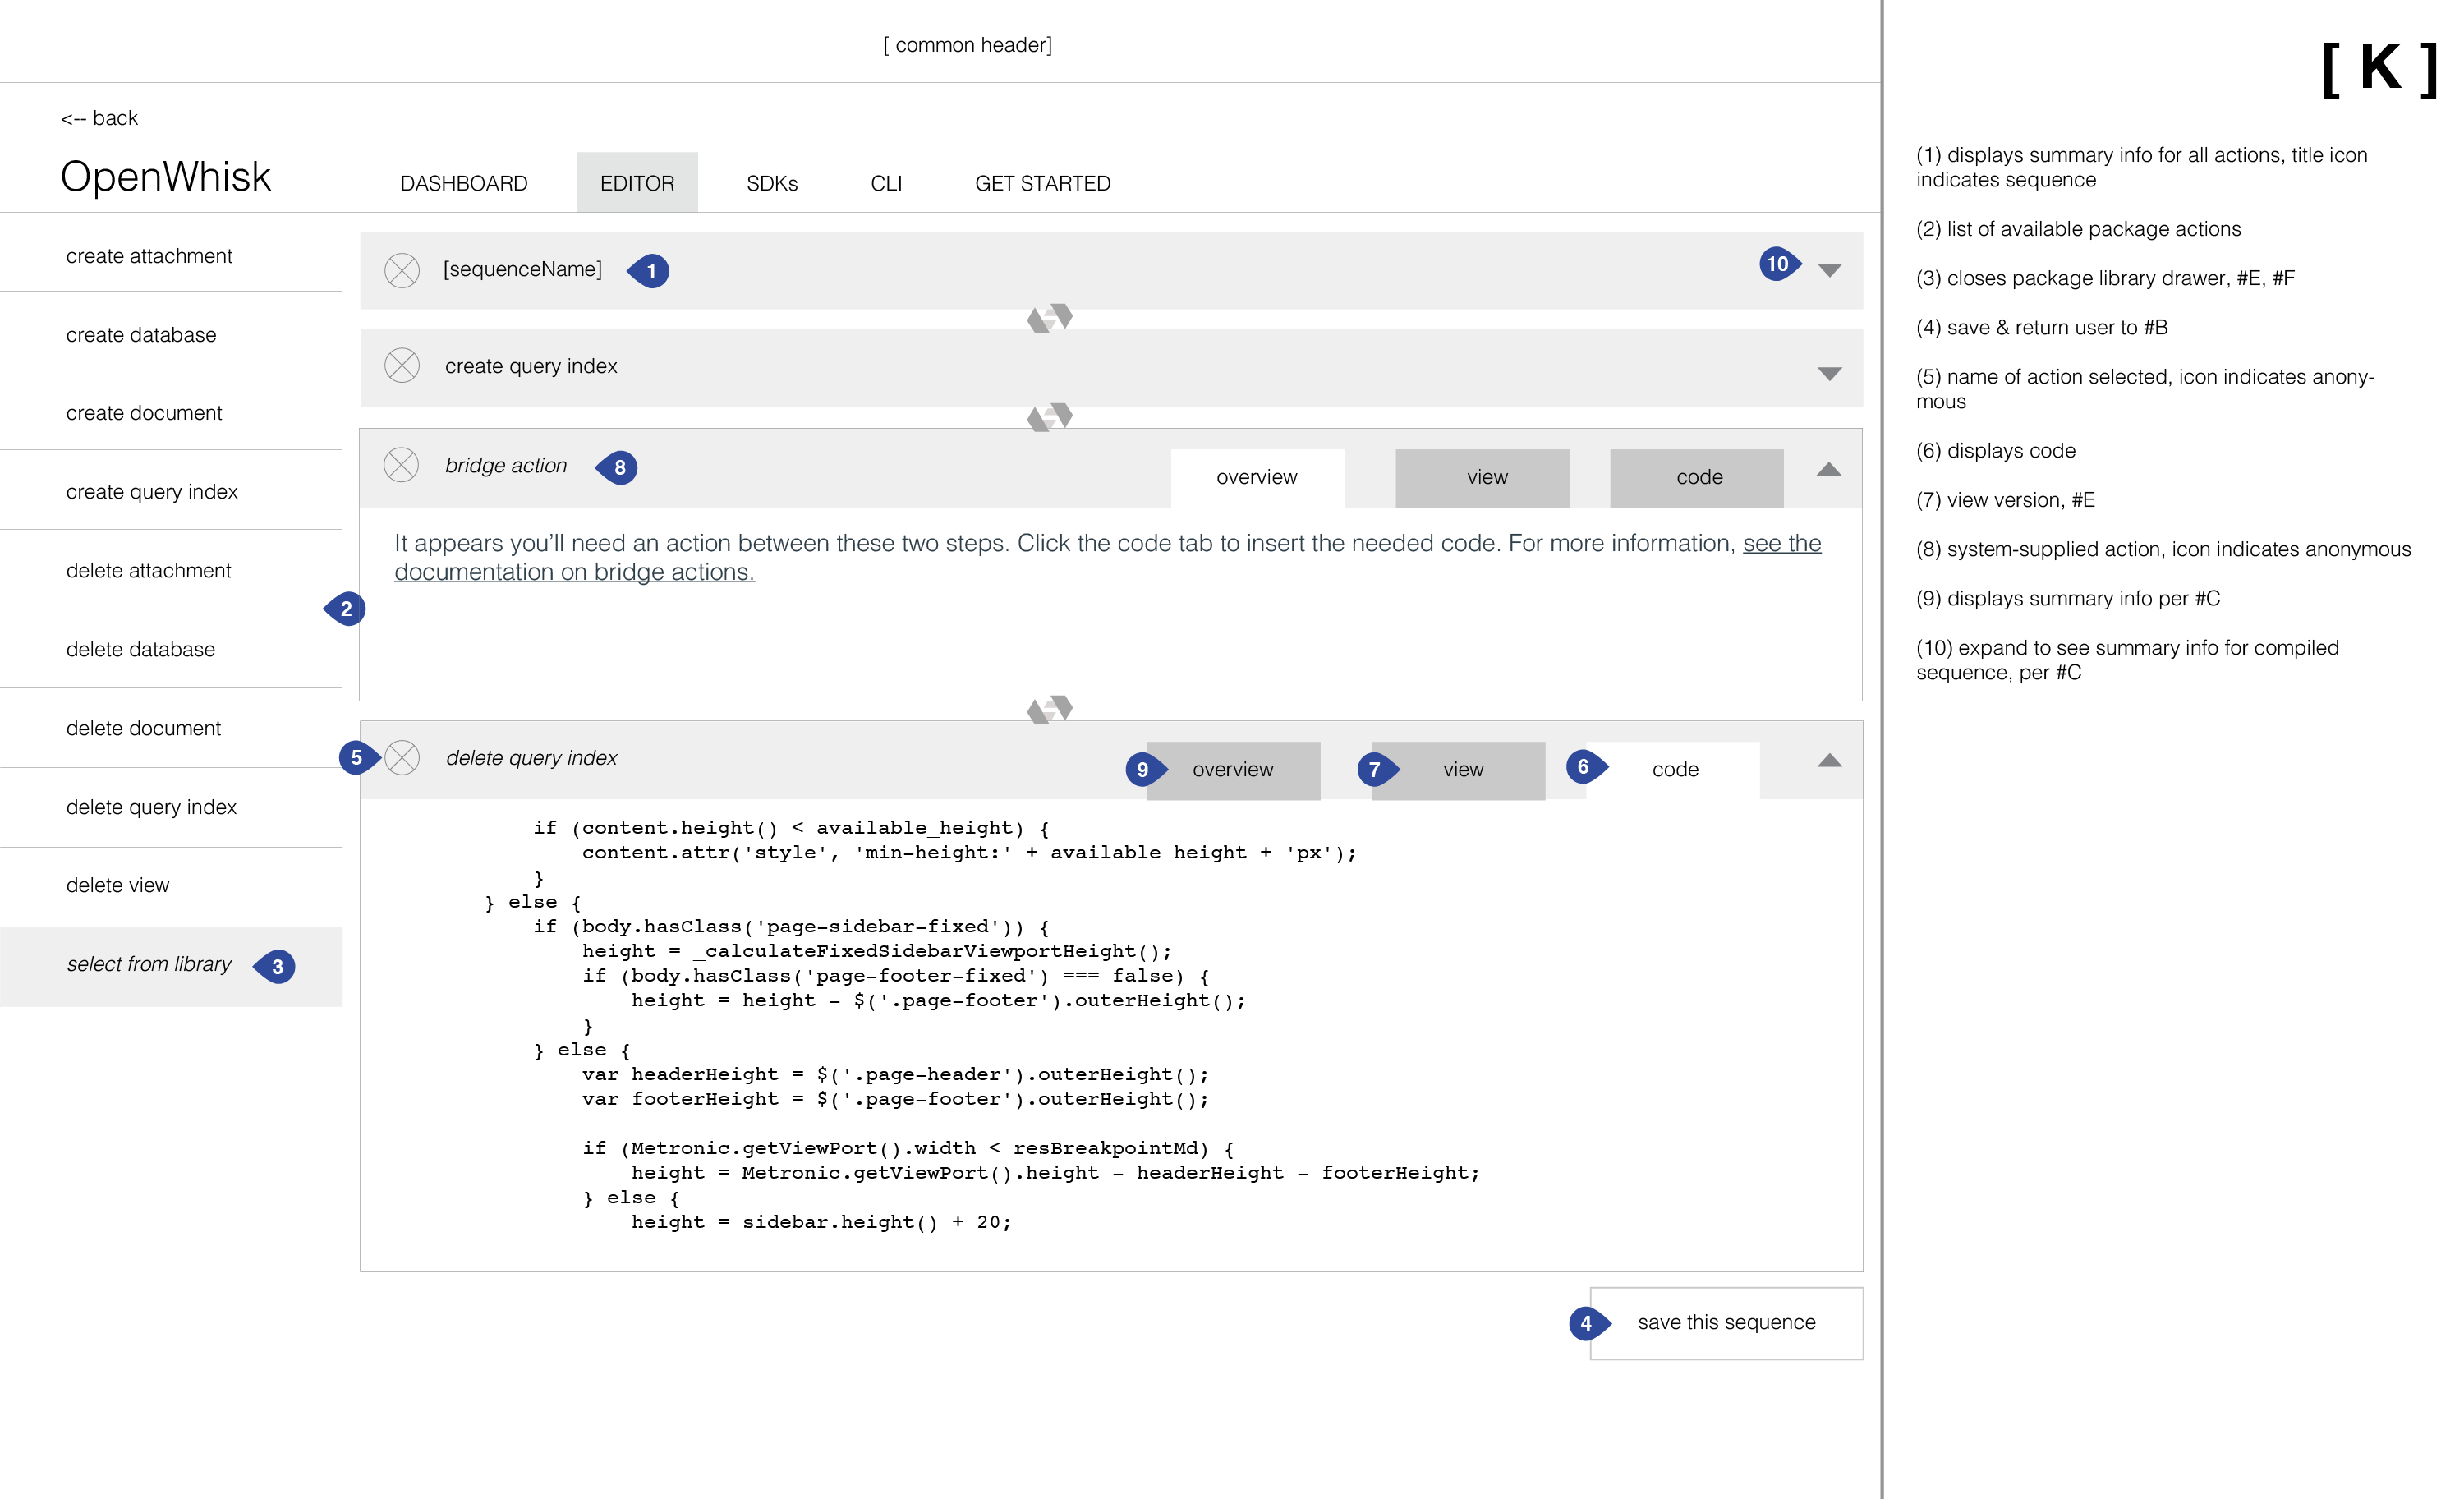 [ common header]
[ K ]
<-- back
OpenWhisk
DASHBOARD
EDITOR
SDKs
CLI
GET STARTED
create attachment
create database
create document
create query index
delete attachment
2
delete database
delete document
delete query index
delete view
select from library
3
[sequenceName]
1
10
create query index
bridge action
8
overview
view
code
It appears you’ll need an action between these two steps. Click the code tab to insert the needed code. For more information, see the
documentation on bridge actions.
5
delete query index
9
overview
7
view
6
code
if (content.height() < available_height) {
content.attr('style', 'min-height:' + available_height + 'px');
}
} else {
if (body.hasClass('page-sidebar-fixed')) {
height = _calculateFixedSidebarViewportHeight();
if (body.hasClass('page-footer-fixed') === false) {
height = height – $('.page-footer').outerHeight();
}
} else {
var headerHeight = $('.page-header').outerHeight();
var footerHeight = $('.page-footer').outerHeight();
if (Metronic.getViewPort().width < resBreakpointMd) {
height = Metronic.getViewPort().height – headerHeight – footerHeight;
} else {
height = sidebar.height() + 20;
4
save this sequence
(1) displays summary info for all actions, title icon
indicates sequence
(2) list of available package actions
(3) closes package library drawer, #E, #F
(4) save & return user to #B
(5) name of action selected, icon indicates anony-
mous
(6) displays code
(7) view version, #E
(8) system-supplied action, icon indicates anonymous
(9) displays summary info per #C
(10) expand to see summary info for compiled
sequence, per #C